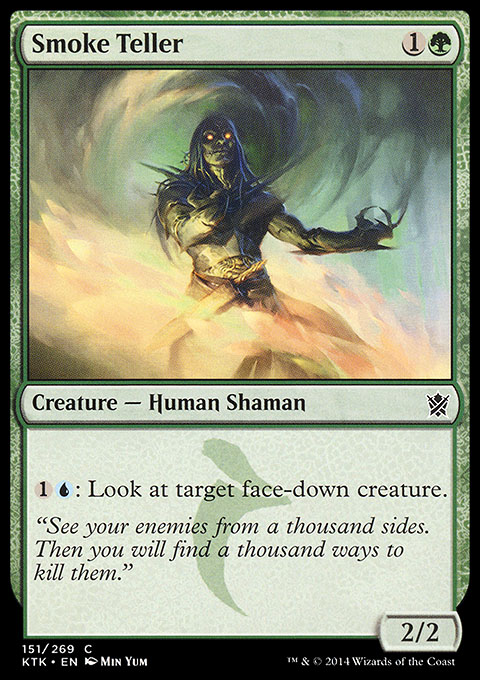 Smoke Teller 1
Creature — Human Shaman
1 : Look at target face-down creature.
“See your enemies from a thousand sides.
Then you will find a thousand ways to
kill them.”
2/2
151/269 C
KTK • EN Min Yum
™ & © 2014 Wizards of the Coast